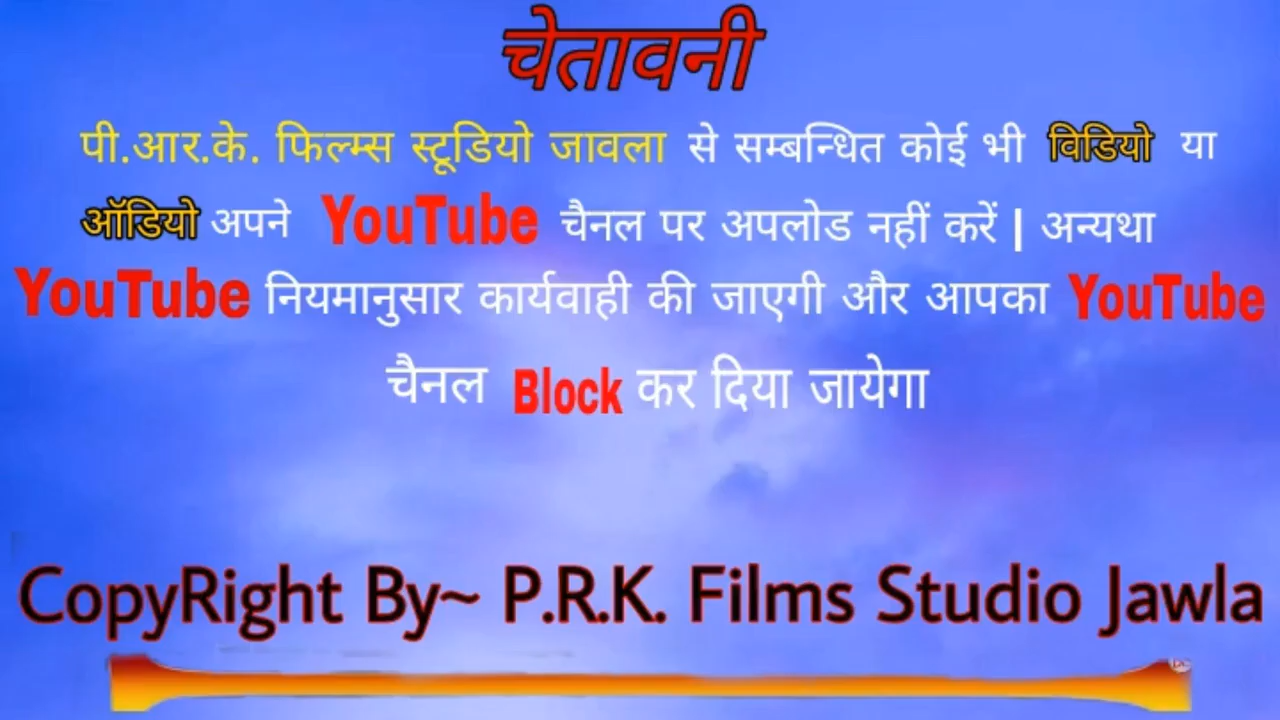 चेतावनी
पी.आर.के. फिल्म्स स्टूडियो जावला से सम्बन्धित कोई भी विडियो या
ऑडियो अपने YouTube चैनल पर अपलोड नहीं करें | अन्यथा
YouTube नियमानुसार कार्यवाही की जाएगी और आपका YouTube
चैनल Block कर दिया जायेगा
CopyRight By~ P.R.K. Films Studio Jawla